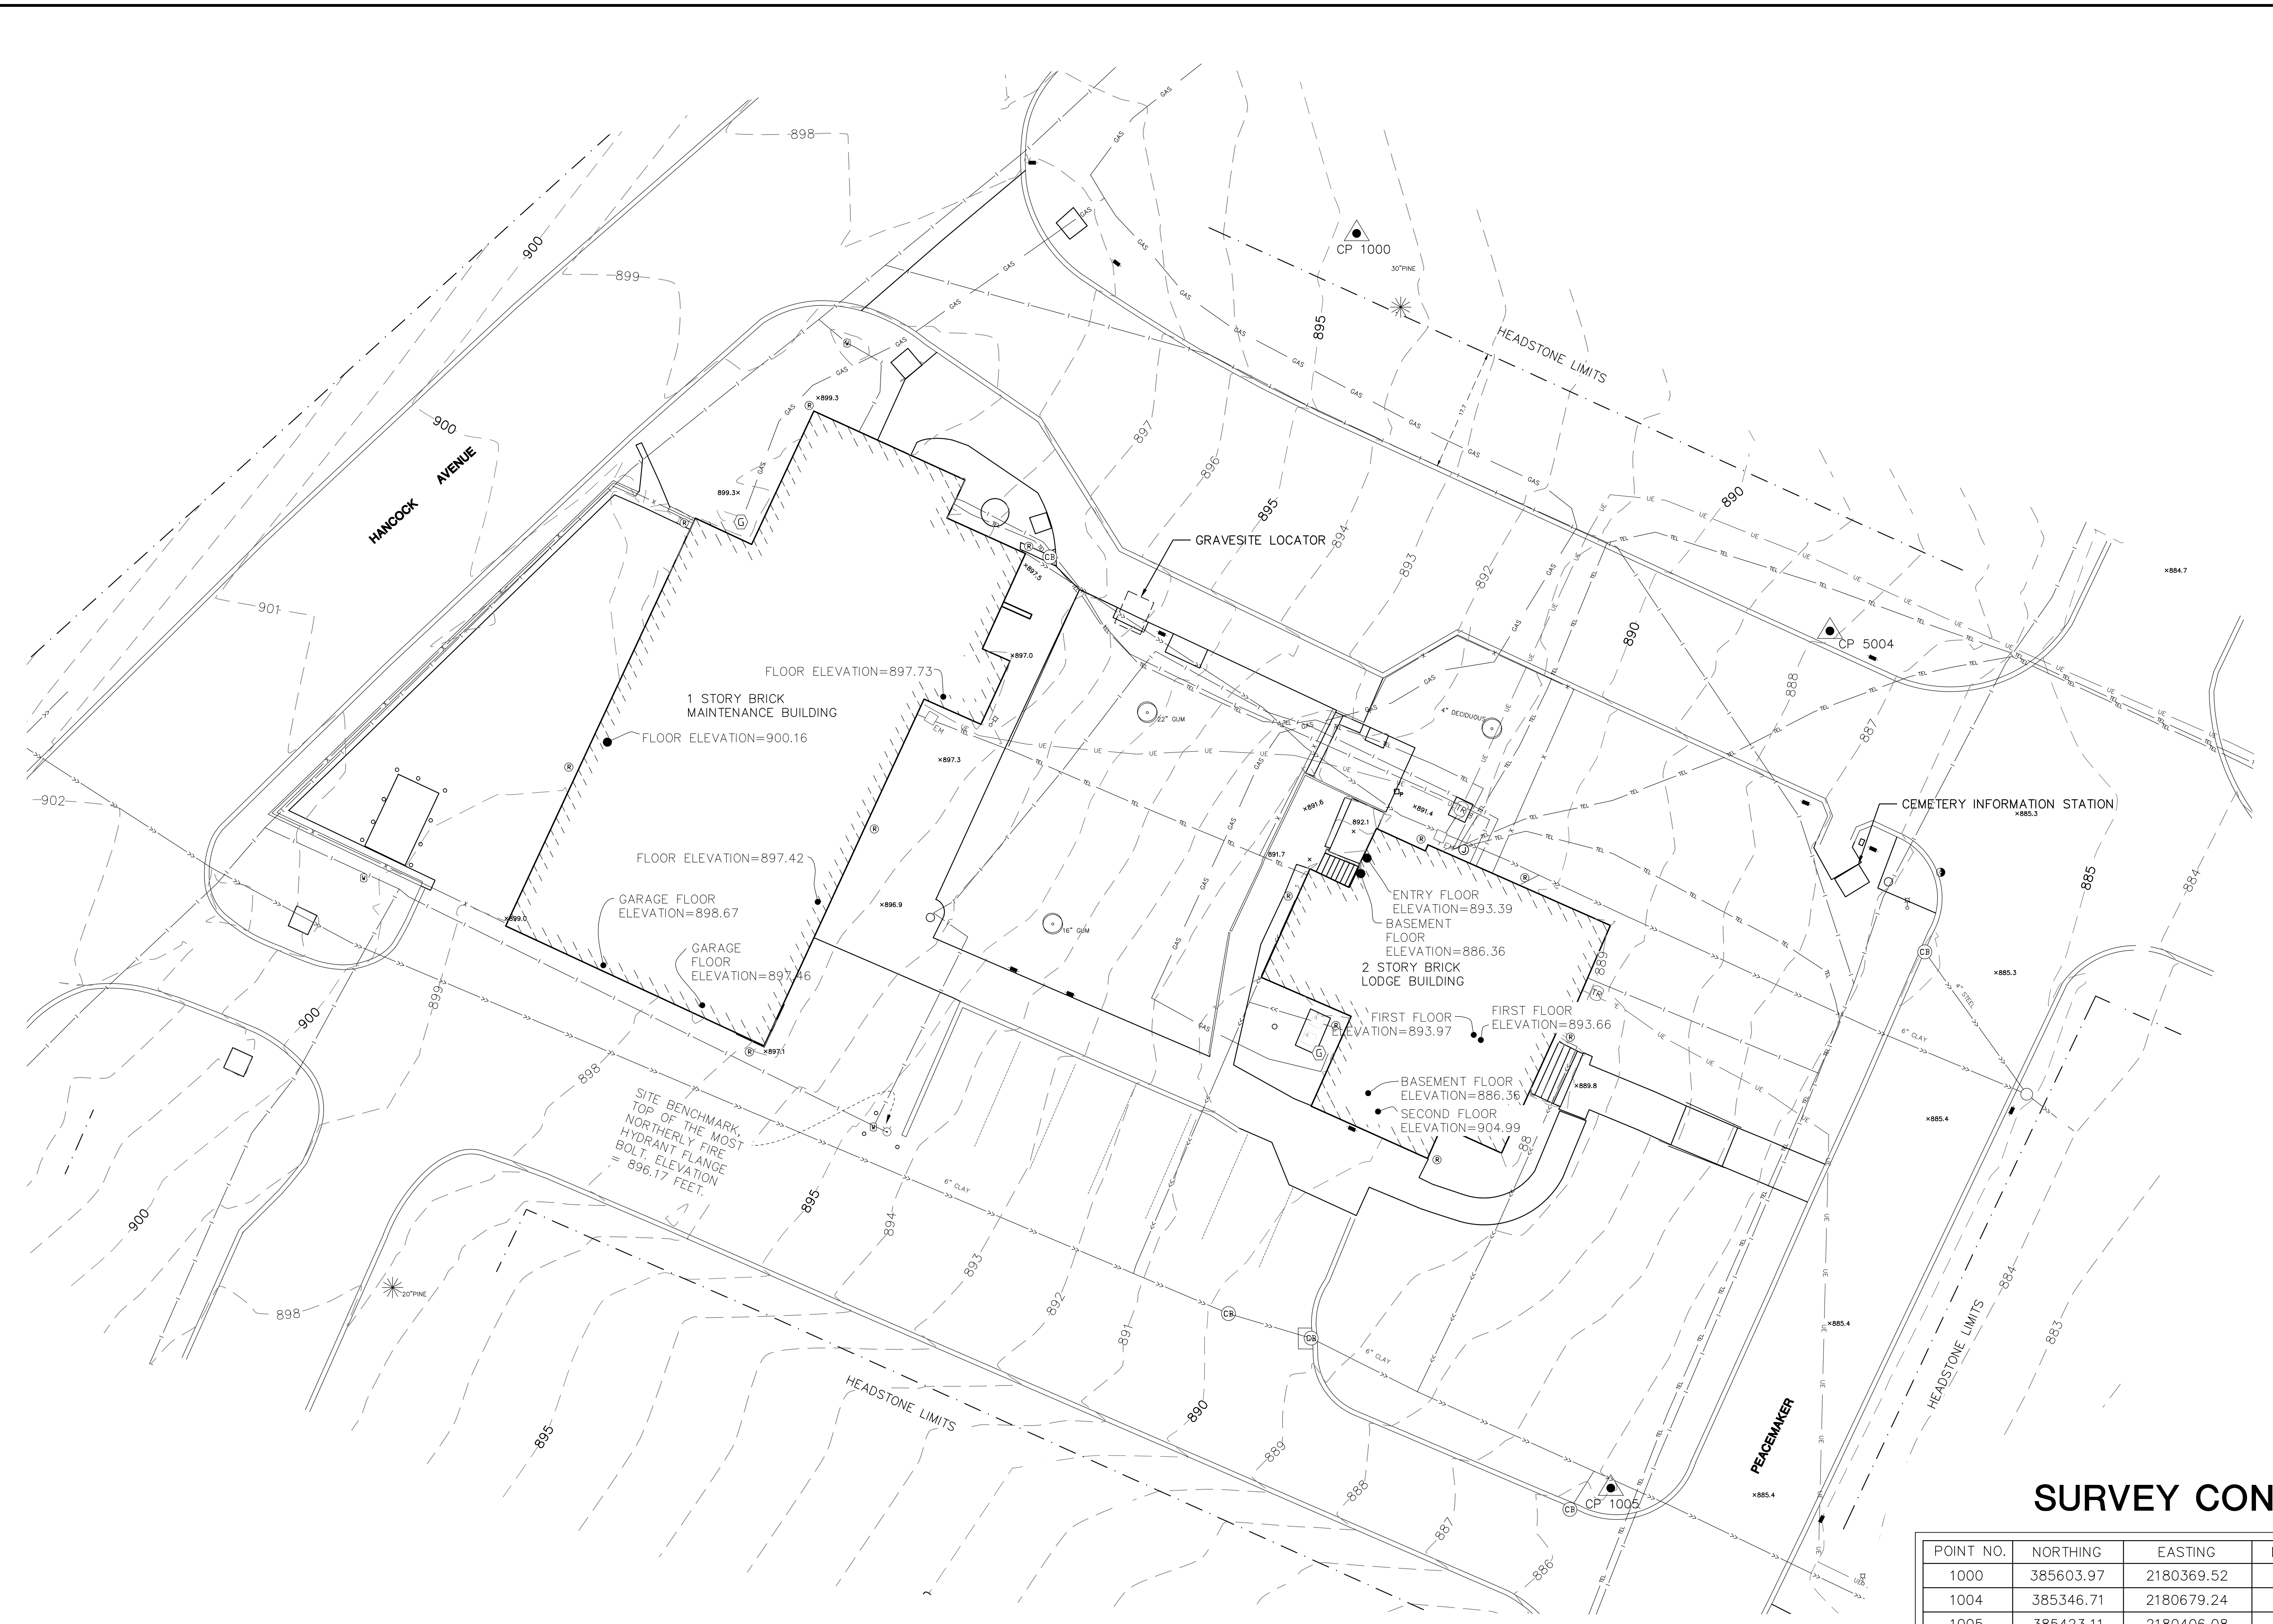 898
900
899
CP 1000
30"PINE
895
HEADSTONE LIMITS
17.7
900
HANCOCK AVENUE
×899.3
899.3×
897
896
895
894
893
892
890
890
GRAVESITE LOCATOR
×897.5
×897.0
×884.7
CP 5004
888
887
901
FLOOR ELEVATION=897.73
1 STORY BRICK
MAINTENANCE BUILDING
FLOOR ELEVATION=900.16
22" GUM
4" DECIDUOUS
×897.3
902
CEMETERY INFORMATION STATION
×885.3
×891.6
892.1
×891.4
891.7
FLOOR ELEVATION=897.42
GARAGE FLOOR
ELEVATION=898.67
×896.9
×899.0
16" GUM
GARAGE
FLOOR
ELEVATION=897.46
ENTRY FLOOR
ELEVATION=893.39
BASEMENT
FLOOR
ELEVATION=886.36
2 STORY BRICK
LODGE BUILDING
889
885
884
×885.3
4" STEEL
6" CLAY
FIRST FLOOR
ELEVATION=893.97
FIRST FLOOR
ELEVATION=893.66
899
900
×897.1
898
BASEMENT FLOOR
ELEVATION=886.36
SECOND FLOOR
ELEVATION=904.99
×889.8
×885.4
SITE BENCHMARK,
TOP OF THE MOST
NORTHERLY FIRE
HYDRANT FLANGE
BOLT. ELEVATION
= 896.17 FEET.
6" CLAY
88
900
895
894
893
892
891
890
889
888
887
886
898
20"PINE
895
HEADSTONE LIMITS
6" CLAY
×885.4
884
883
HEADSTONE LIMITS
PEACEMAKER
×885.4
CP 1005
SURVEY CON
POINT NO. NORTHING EASTING
1000 385603.97 2180369.52
1004 385346.71 2180679.24
1005 385423.11 2180406.08